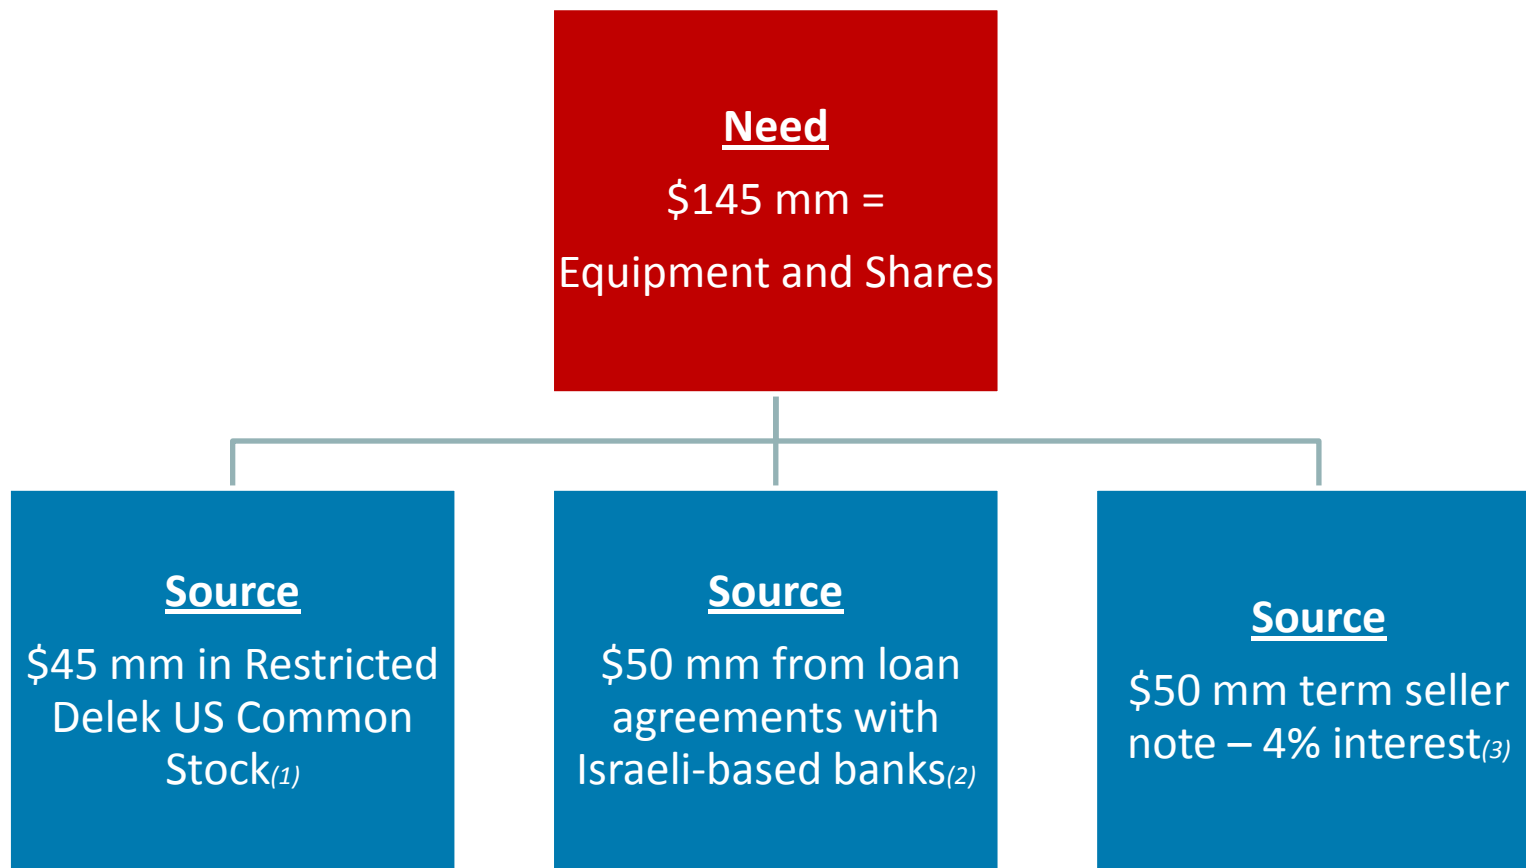 Need
$145 mm =
Equipment and Shares
Source
$45 mm in Restricted
Delek US Common
Stock(1)
Source
$50 mm from loan
agreements with
Israeli-based banks(2)
Source
$50 mm term seller
note – 4% interest(3)